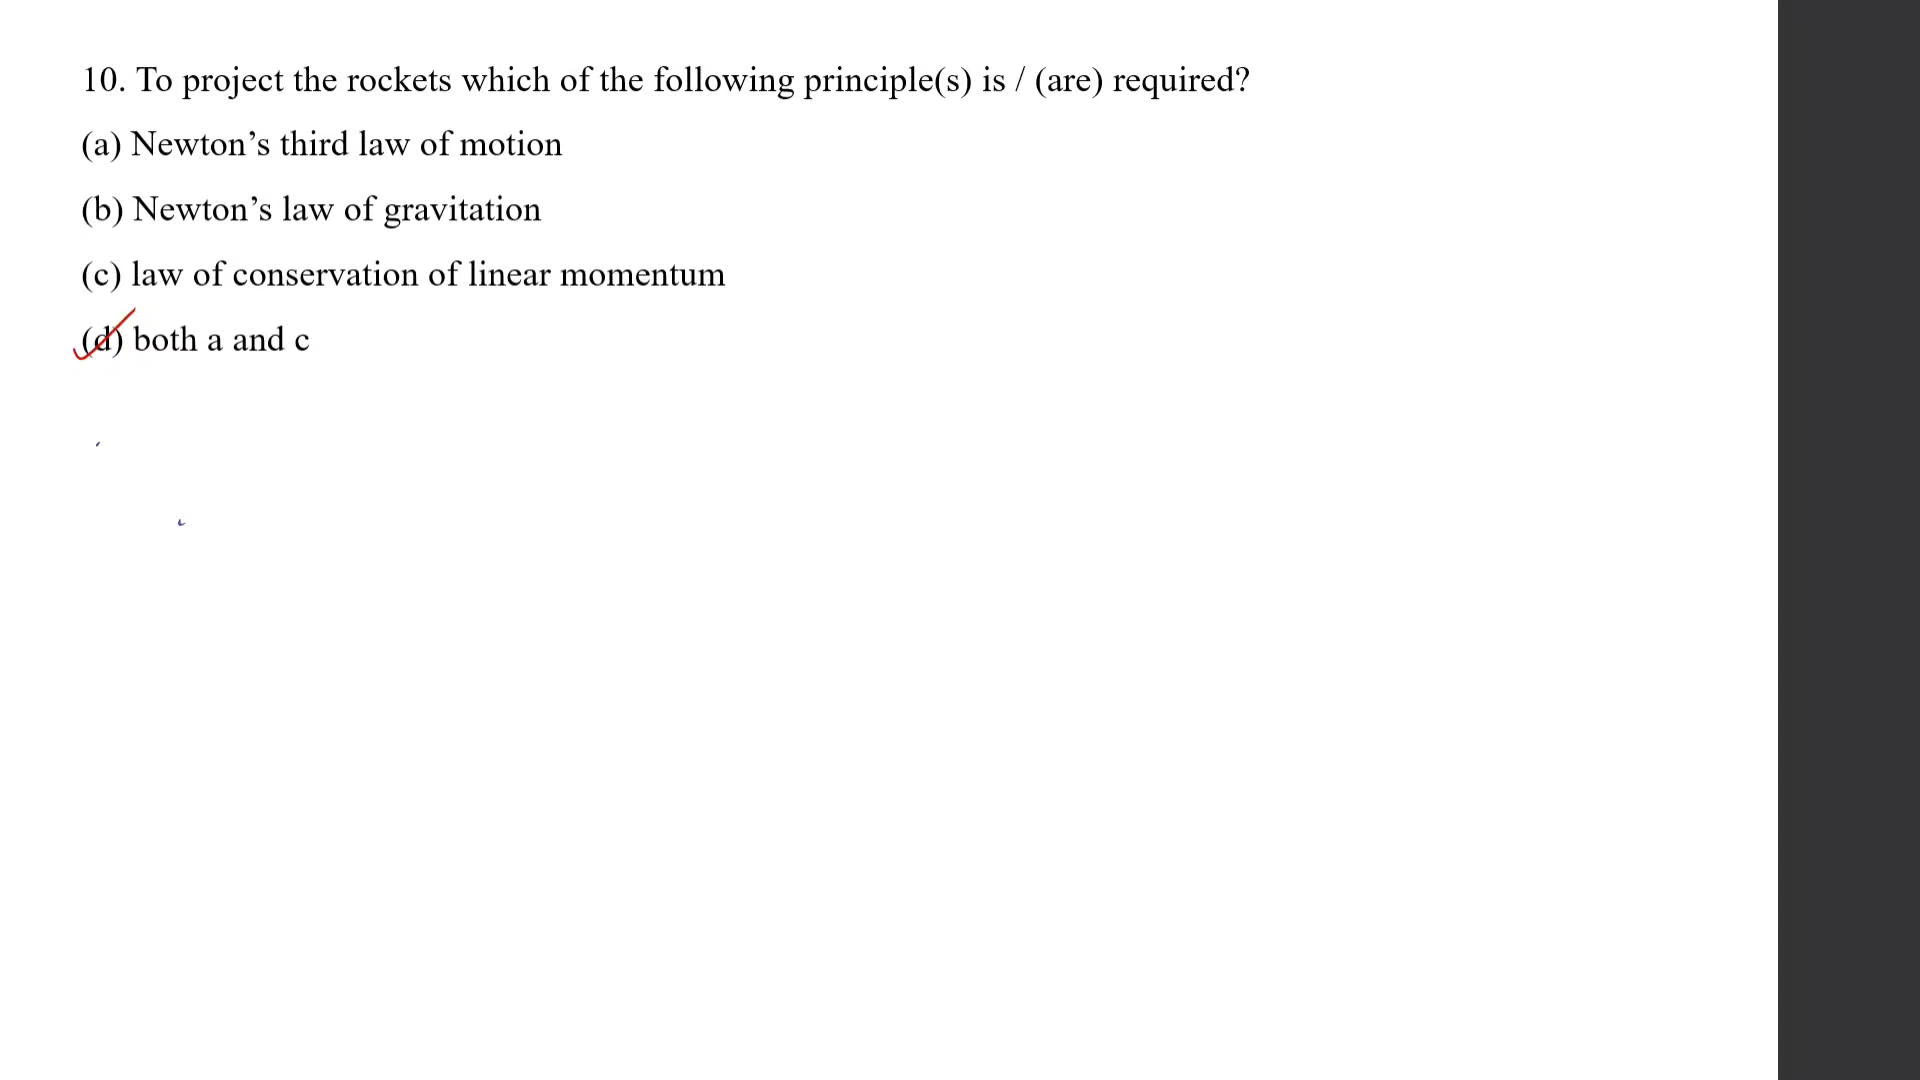 10. To project the rockets which of the following principle(s) is / (are) required?
(a) Newton’s third law of motion
(b) Newton’s law of gravitation
(c) law of conservation of linear momentum
(d) both a and c